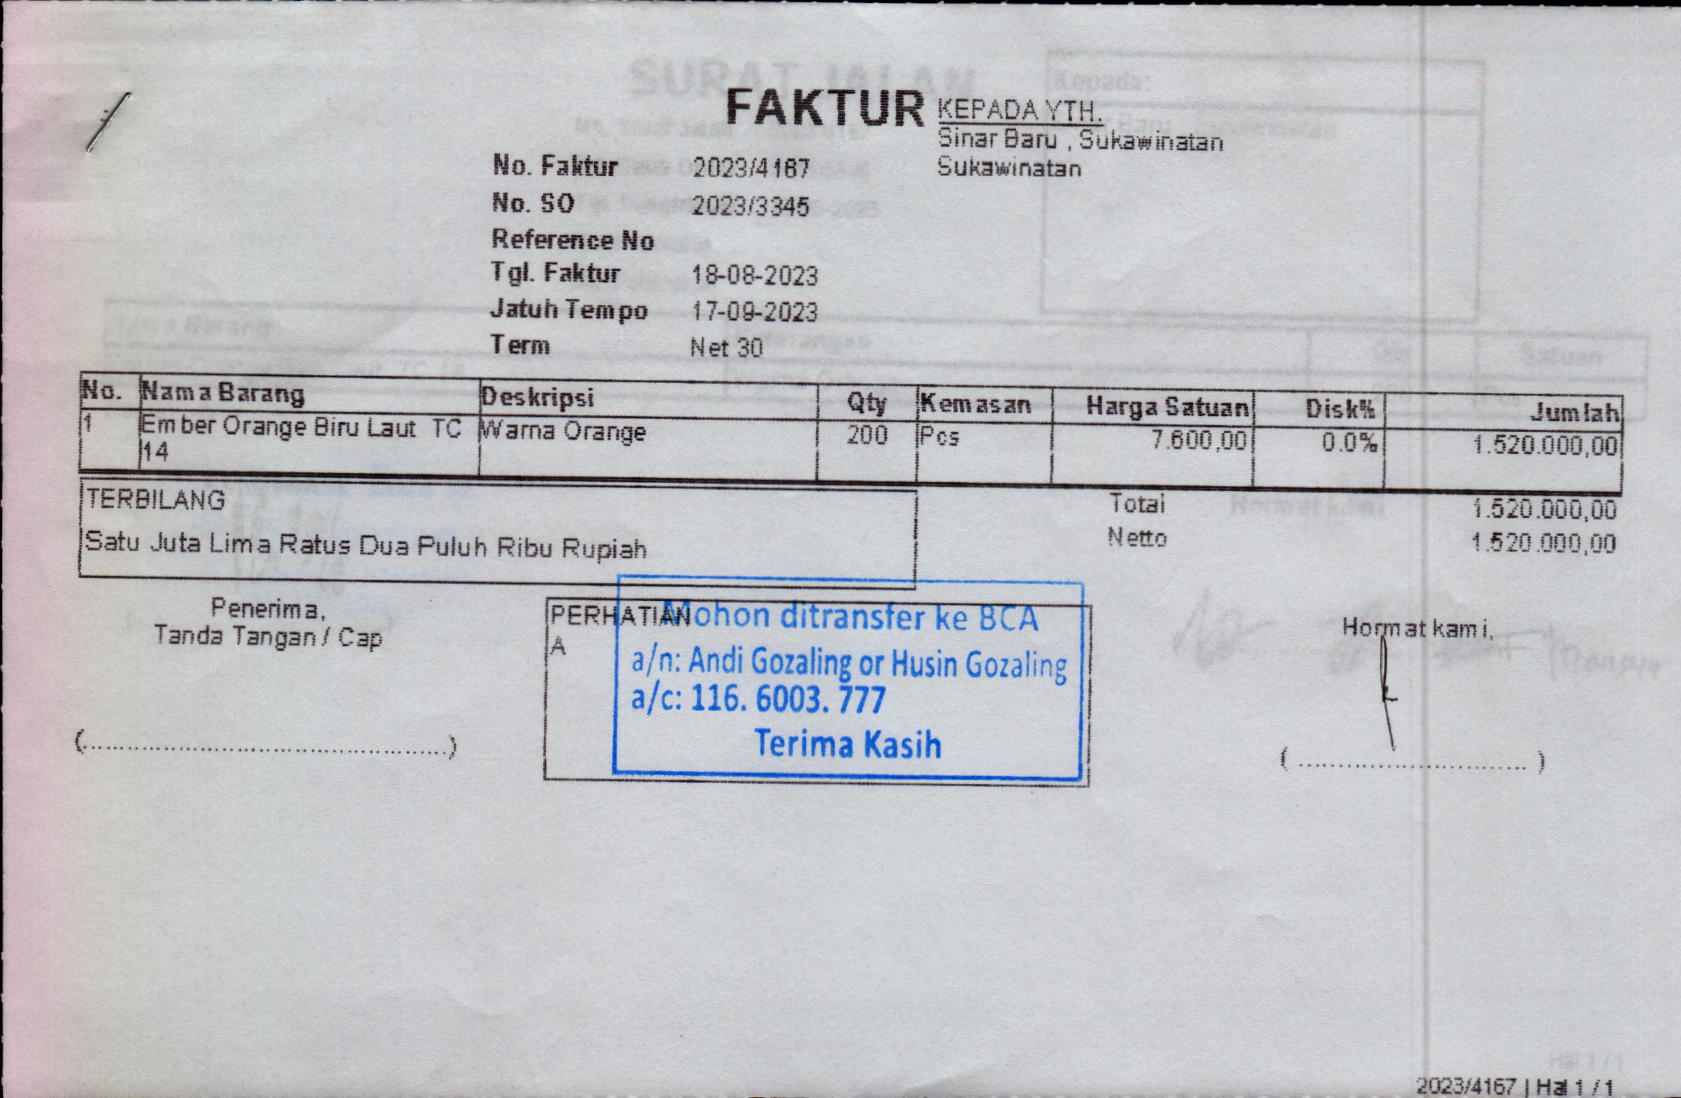 FAKTUR
KEPADA YTH.
Sinar Baru , Sukawinatan
Sukawinatan
No. Faktur 2023/4167
No. SO 2023/3345
Reference No
Tgl. Faktur 18-08-2023
Jatuh Tempo 17-09-2023
Term Net 30
No. Nama Barang Deskripsi Qty Kemasan Harga Satuan Disk% Jumlah
1 Ember Orange Biru Laut TC Warna Orange 200 Pcs 7.600,00 0.0% 1.520.000,00
14
TERBILANG
Satu Juta Lima Ratus Dua Puluh Ribu Rupiah
Total 1.520.000,00
Netto 1.520.000,00
Penerima,
Tanda Tangan / Cap
PERHATIAN
A
Mohon ditransfer ke BCA
a/n: Andi Gozaling or Husin Gozaling
a/c: 116. 6003. 777
Terima Kasih
Hormat kami,
(................................................)
( ............................. )
2023/4167 | Hal 1 / 1